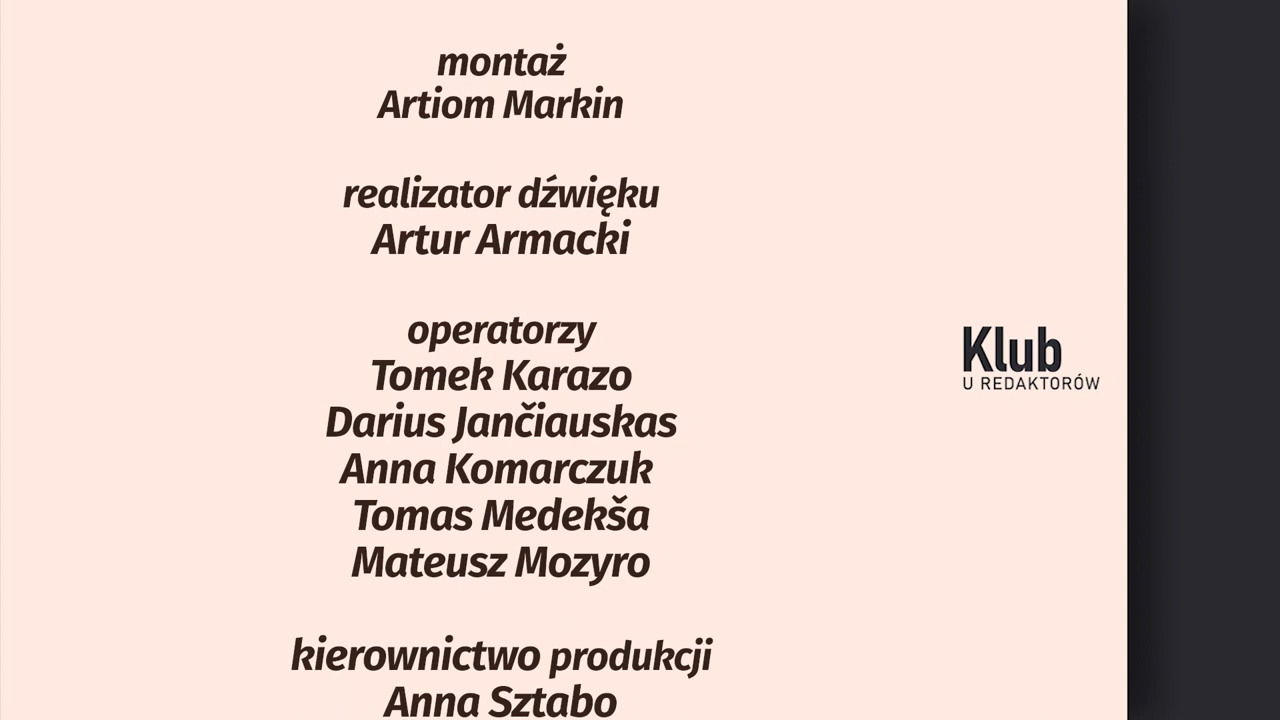 montaż
Artiom Markin
realizator dźwięku
Artur Armacki
operatorzy
Tomek Karazo
Darius Jančiauskas
Anna Komarczuk
Tomas Medekša
Mateusz Mozyro
kierownictwo produkcji
Anna Sztabo
Klub
U REDAKTORÓW